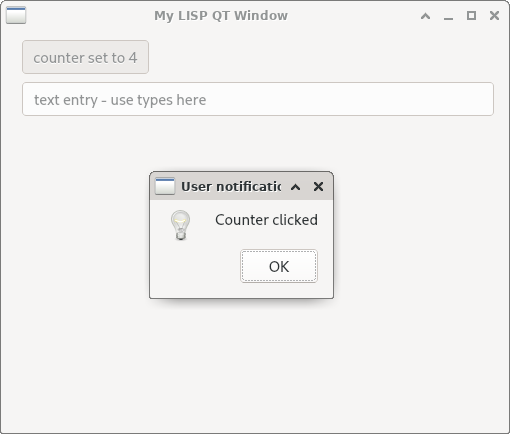 My LISP QT Window
counter set to 4
text entry - use types here
User notificatic
Counter clicked
OK